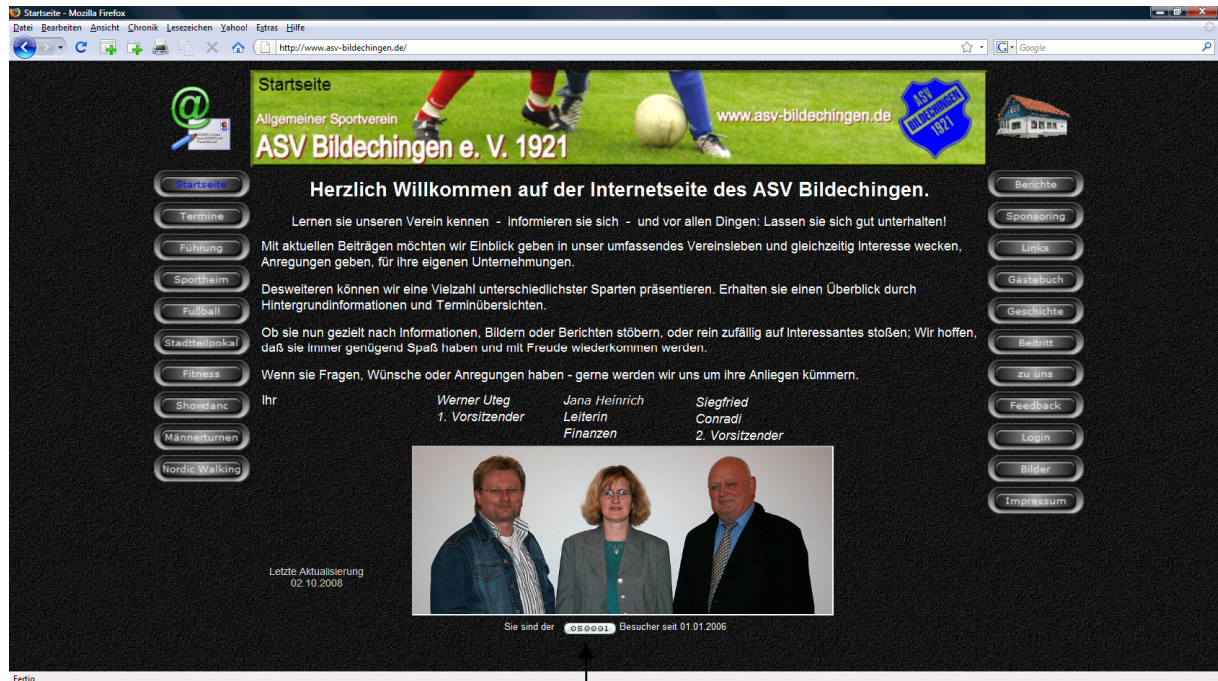 Startseite - Mozilla Firefox
Datei Bearbeiten Ansicht Chronik Lesezeichen Yahoo! Extras Hilfe
http://www.asv-bildechingen.de/
Google
Startseite
Allgemeiner Sportverein
ASV Bildechingen e. V. 1921
www.asv-bildechingen.de
ASV
BILDECHINGEN
1921
Startseite
Termine
Führung
Sportheim
Fußball
Stadtteilpokal
Fitness
Showdanc
Männerturnen
Nordic Walking
Herzlich Willkommen auf der Internetseite des ASV Bildechingen.
Lernen sie unseren Verein kennen - informieren sie sich - und vor allen Dingen: Lassen sie sich gut unterhalten!
Mit aktuellen Beiträgen möchten wir Einblick geben in unser umfassendes Vereinsleben und gleichzeitig Interesse wecken,
Anregungen geben, für ihre eigenen Unternehmungen.
Desweiteren können wir eine Vielzahl unterschiedlichster Sparten präsentieren. Erhalten sie einen Überblick durch
Hintergrundinformationen und Terminübersichten.
Ob sie nun gezielt nach Informationen, Bildern oder Berichten stöbern, oder rein zufällig auf Interessantes stoßen; Wir hoffen,
daß sie immer genügend Spaß haben und mit Freude wiederkommen werden.
Wenn sie Fragen, Wünsche oder Anregungen haben - gerne werden wir uns um ihre Anliegen kümmern.
Ihr
Werner Uteg
1. Vorsitzender
Jana Heinrich
Leiterin
Finanzen
Siegfried
Conradi
2. Vorsitzender
Letzte Aktualisierung
02.10.2008
Sie sind der 050001 Besucher seit 01.01.2006
Berichte
Sponsoring
Links
Gästebuch
Geschichte
Beitritt
zu uns
Feedback
Login
Bilder
Impressum
Fertig